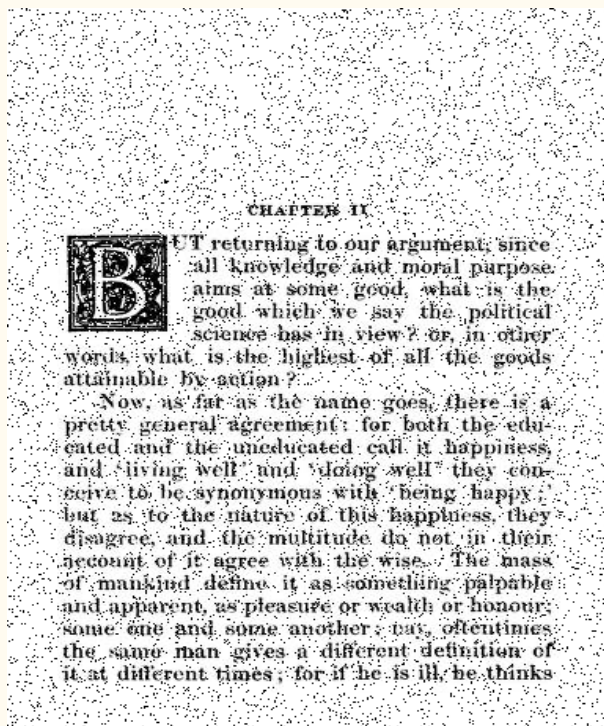 CHAPTER II
BUT returning to our argument, since
all knowledge and moral purpose
aims at some good, what is the
good which we say the political
science has in view? or, in other
words, what is the highest of all the goods
attainable by action?
Now, as far as the name goes, there is a
pretty general agreement: for both the edu-
cated and the uneducated call it happiness,
and 'living well' and 'doing well' they con-
ceive to be synonymous with 'being happy;'
but as to the nature of this happiness, they
disagree, and the multitude do not in their
account of it agree with the wise. The mass
of mankind define it as something palpable
and apparent, as pleasure or wealth or honour;
some one and some another; nay, oftentimes
the same man gives a different definition of
it at different times; for if he is ill, he thinks